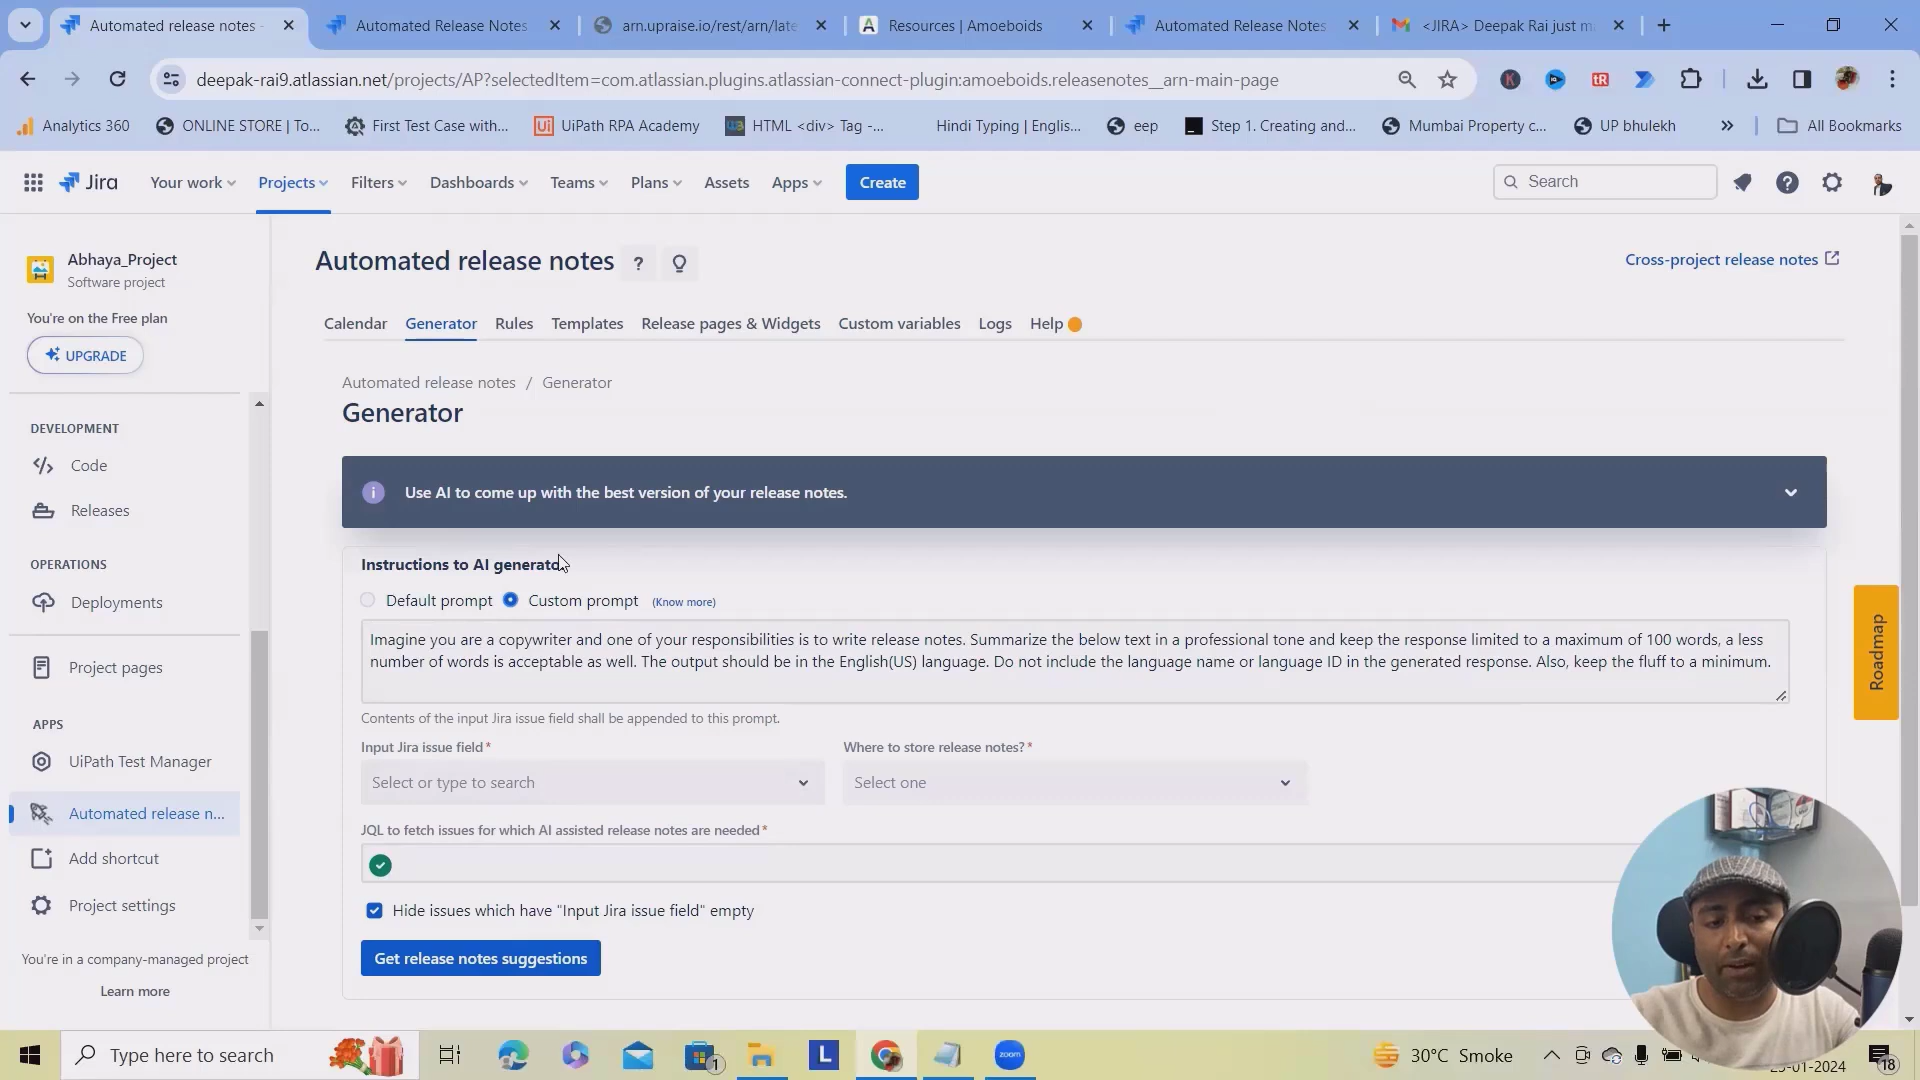 Automated release notes -
Automated Release Notes
arn.upraise.io/rest/arn/late
Resources | Amoeboids
Automated Release Notes
<JIRA> Deepak Rai just m
deepak-rai9.atlassian.net/projects/AP?selectedItem=com.atlassian.plugins.atlassian-connect-plugin:amoeboids.releasenotes__arn-main-page
Analytics 360
ONLINE STORE | To...
First Test Case with...
UiPath RPA Academy
HTML <div> Tag -...
Hindi Typing | Englis...
eep
Step 1. Creating and...
Mumbai Property c...
UP bhulekh
All Bookmarks
Jira
Your work
Projects
Filters
Dashboards
Teams
Plans
Assets
Apps
Create
Search
Abhaya_Project
Software project
You're on the Free plan
UPGRADE
DEVELOPMENT
Code
Releases
OPERATIONS
Deployments
Project pages
APPS
UiPath Test Manager
Automated release n...
Add shortcut
Project settings
You're in a company-managed project
Learn more
Automated release notes
?
Cross-project release notes
Calendar
Generator
Rules
Templates
Release pages & Widgets
Custom variables
Logs
Help
Automated release notes / Generator
Generator
Use AI to come up with the best version of your release notes.
Instructions to AI generator
Default prompt
Custom prompt
(Know more)
Imagine you are a copywriter and one of your responsibilities is to write release notes. Summarize the below text in a professional tone and keep the response limited to a maximum of 100 words, a less
number of words is acceptable as well. The output should be in the English(US) language. Do not include the language name or language ID in the generated response. Also, keep the fluff to a minimum.
Contents of the input Jira issue field shall be appended to this prompt.
Input Jira issue field*
Where to store release notes?*
Select or type to search
Select one
JQL to fetch issues for which AI assisted release notes are needed*
Hide issues which have "Input Jira issue field" empty
Get release notes suggestions
Roadmap
Type here to search
1
L
zoom
30°C Smoke
-01-2024
18